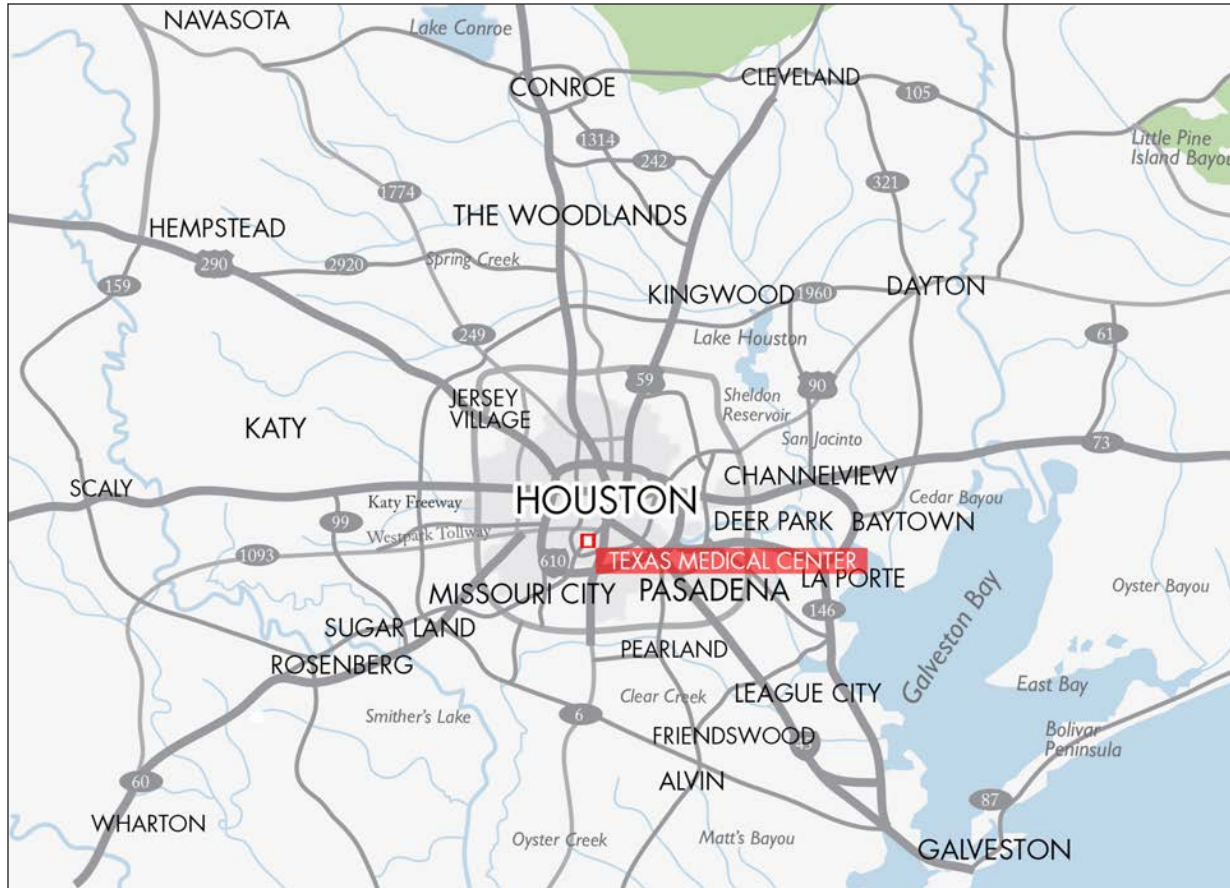 NAVASOTA
Lake Conroe
CONROE
CLEVELAND
105
1314
242
Little Pine
Island Bayou
321
1774
THE WOODLANDS
HEMPSTEAD
290
2920
Spring Creek
159
KINGWOOD
1960
DAYTON
249
Lake Houston
61
59
90
JERSEY
VILLAGE
Sheldon
Reservoir
KATY
San Jacinto
73
CHANNELVIEW
SCALY
Katy Freeway
HOUSTON
Cedar Bayou
99
DEER PARK
BAYTOWN
Westpark Tollway
1093
610
TEXAS MEDICAL CENTER
MISSOURI CITY
PASADENA
LA PORTE
Oyster Bayou
146
SUGAR LAND
Galveston Bay
ROSENBERG
PEARLAND
East Bay
Clear Creek
LEAGUE CITY
Smither's Lake
6
Bolivar
Peninsula
FRIENDSWOOD
45
60
ALVIN
87
WHARTON
Oyster Creek
Matt's Bayou
GALVESTON